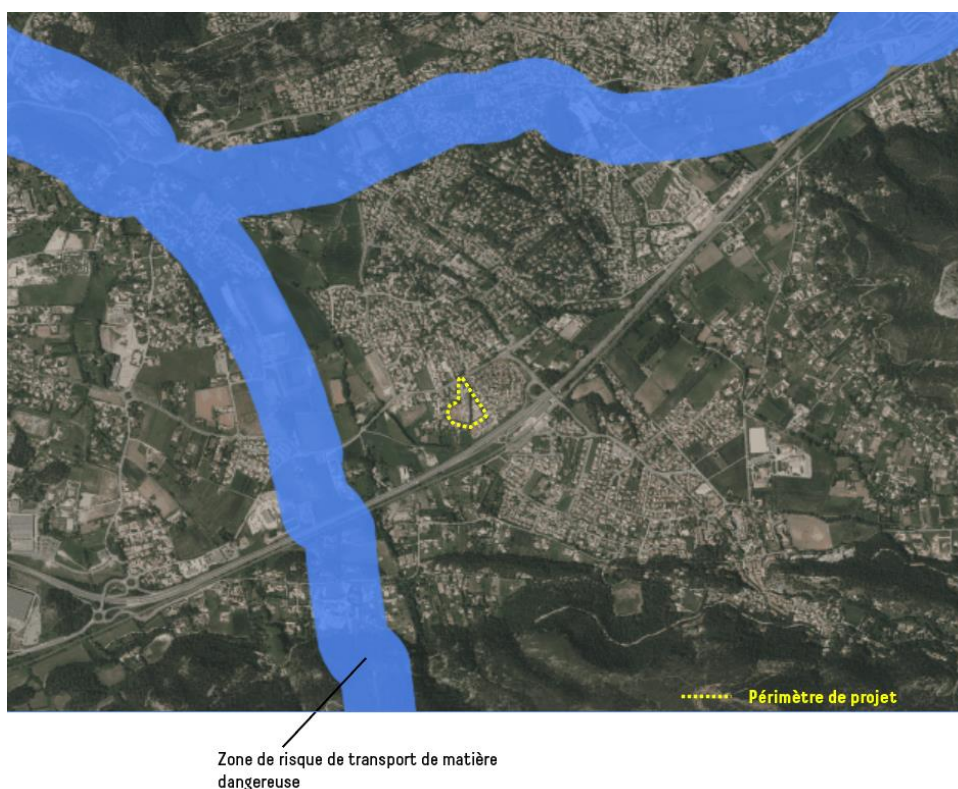 Périmètre de projet
Zone de risque de transport de matière
dangereuse